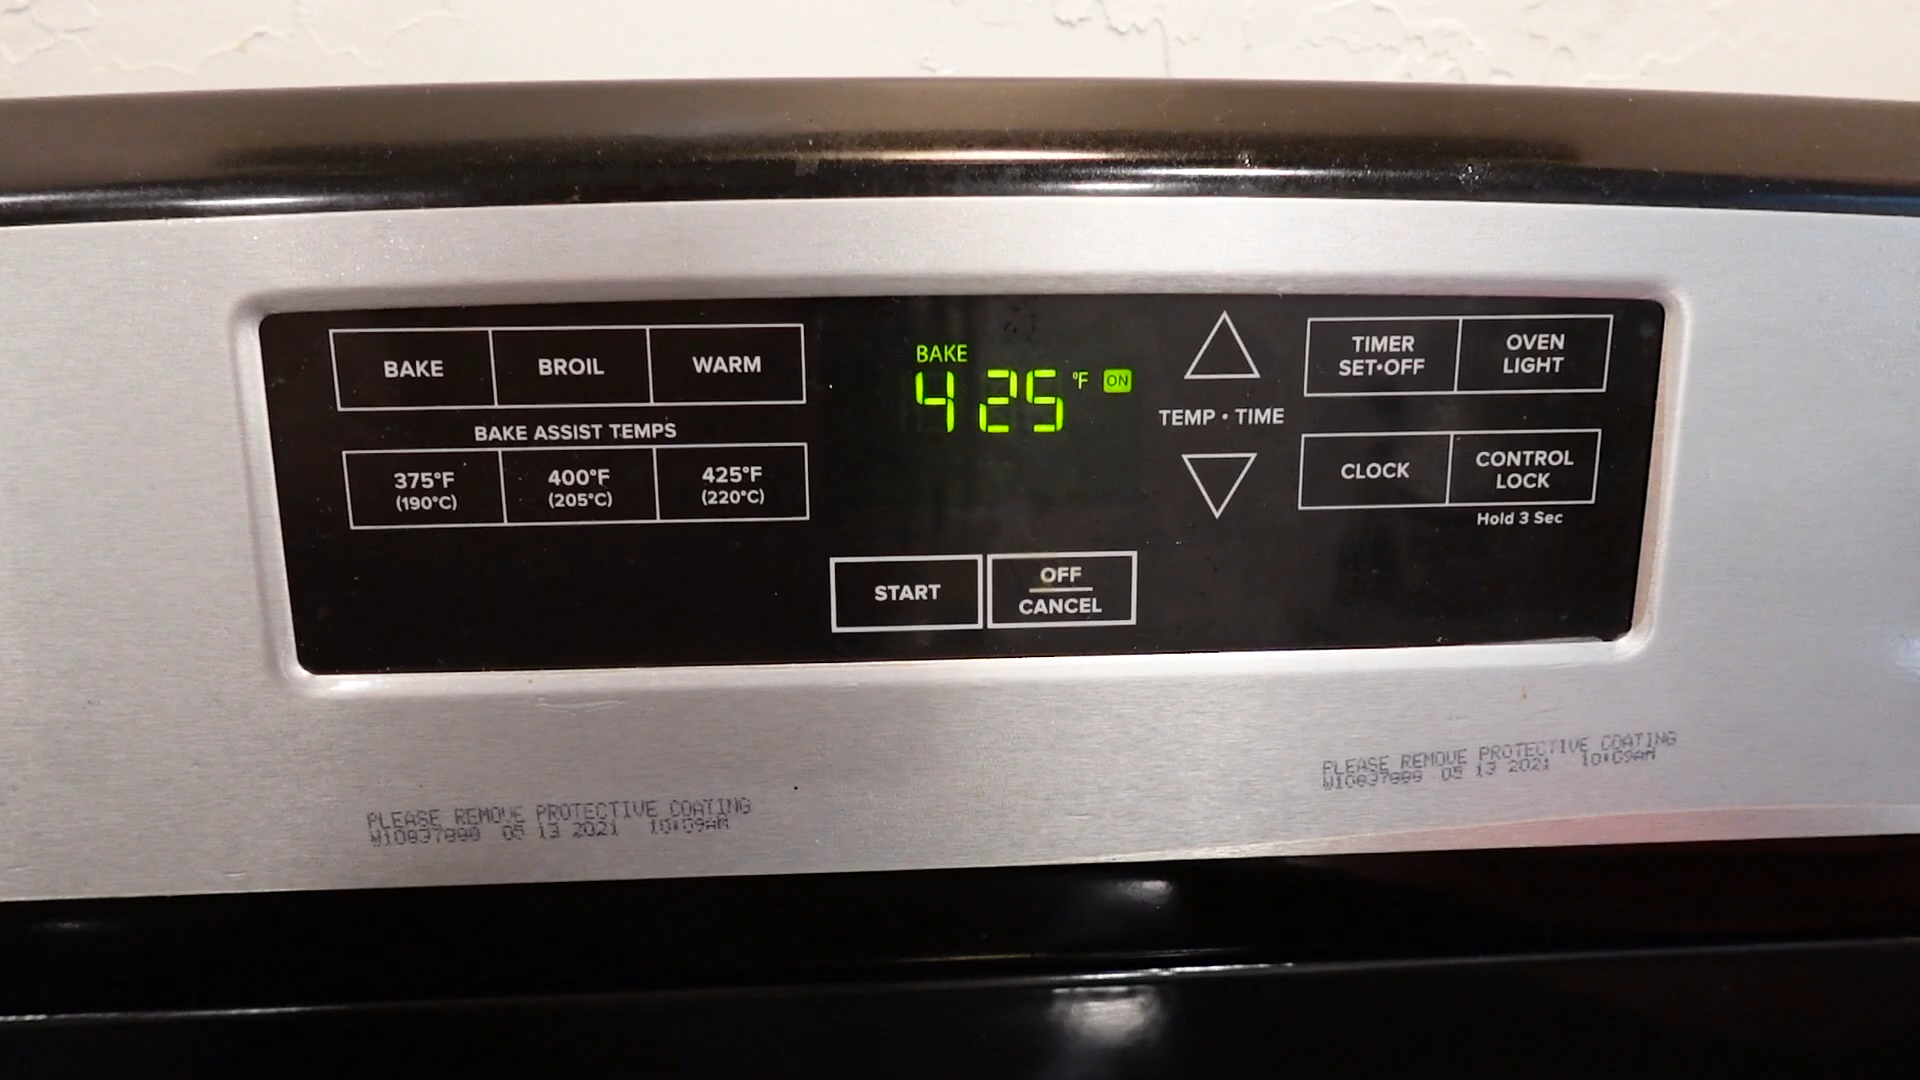 BAKE BROIL WARM
BAKE ASSIST TEMPS
375°F 400°F 425°F
(190°C) (205°C) (220°C)
BAKE
425 °F ON
START
OFF
CANCEL
TEMP • TIME
TIMER
SET•OFF
OVEN
LIGHT
CLOCK
CONTROL
LOCK
Hold 3 Sec
PLEASE REMOVE PROTECTIVE COATING
05 13 2021 10:09AM
PLEASE REMOVE PROTECTIVE COATING
05 13 2021 10:09AM